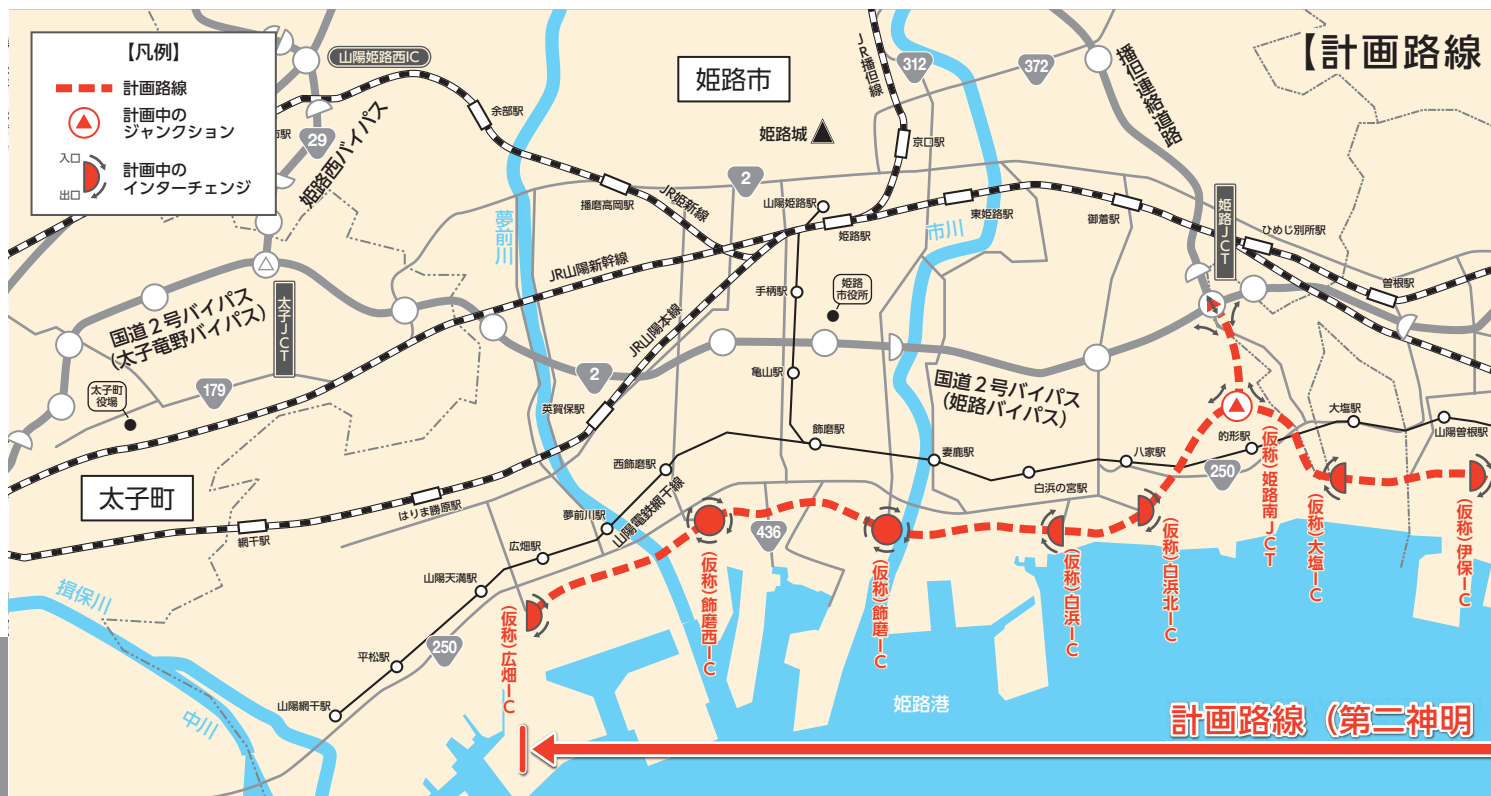 【凡例】
計画路線
計画中の
ジャンクション
入口
出口
計画中の
インターチェンジ
【計画路線
山陽姫路西IC
姫路市
姫路城
JR播但線
312
372
播但連絡道路
余部駅
京口駅
市駅
29
姫路西バイパス
2
播磨高岡駅
JR姫新線
山陽姫路駅
姫路駅
東姫路駅
御着駅
姫路JCT
ひめじ別所駅
曽根駅
夢前川
市川
JR山陽新幹線
手柄駅
姫路
市役所
国道2号バイパス
(太子竜野バイパス)
太子JCT
JR山陽本線
亀山駅
2
国道2号バイパス
(姫路バイパス)
太子町
役場
179
英賀保駅
飾磨駅
妻鹿駅
八家駅
的形駅
大塩駅
山陽曽根駅
西飾磨駅
白浜の宮駅
250
太子町
はりま勝原駅
網干駅
夢前川駅
山陽電鉄網干線
436
広畑駅
山陽天満駅
揖保川
中川
平松駅
250
山陽網干駅
(仮称)広畑IC
(仮称)飾磨西IC
(仮称)飾磨IC
(仮称)白浜IC
(仮称)白浜北IC
(仮称)姫路南JCT
(仮称)大塩IC
(仮称)伊保IC
姫路港
計画路線（第二神明